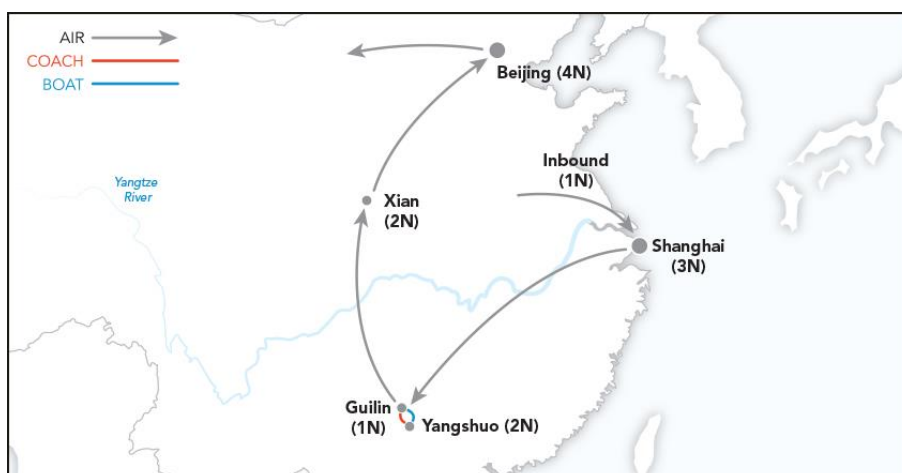 AIR
COACH
BOAT
Beijing (4N)
Inbound
(1N)
Yangtze
River
Xian
(2N)
Shanghai
(3N)
Guilin
(1N)
Yangshuo (2N)